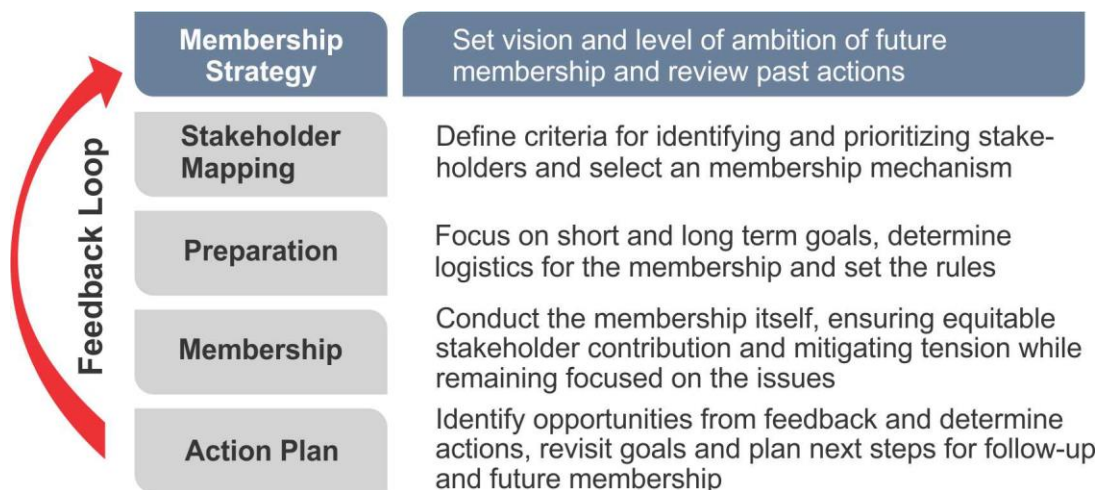 Membership
Strategy
Set vision and level of ambition of future
membership and review past actions
Stakeholder
Mapping
Define criteria for identifying and prioritizing stake-
holders and select an membership mechanism
Preparation
Focus on short and long term goals, determine
logistics for the membership and set the rules
Membership
Conduct the membership itself, ensuring equitable
stakeholder contribution and mitigating tension while
remaining focused on the issues
Action Plan
Identify opportunities from feedback and determine
actions, revisit goals and plan next steps for follow-up
and future membership
Feedback Loop